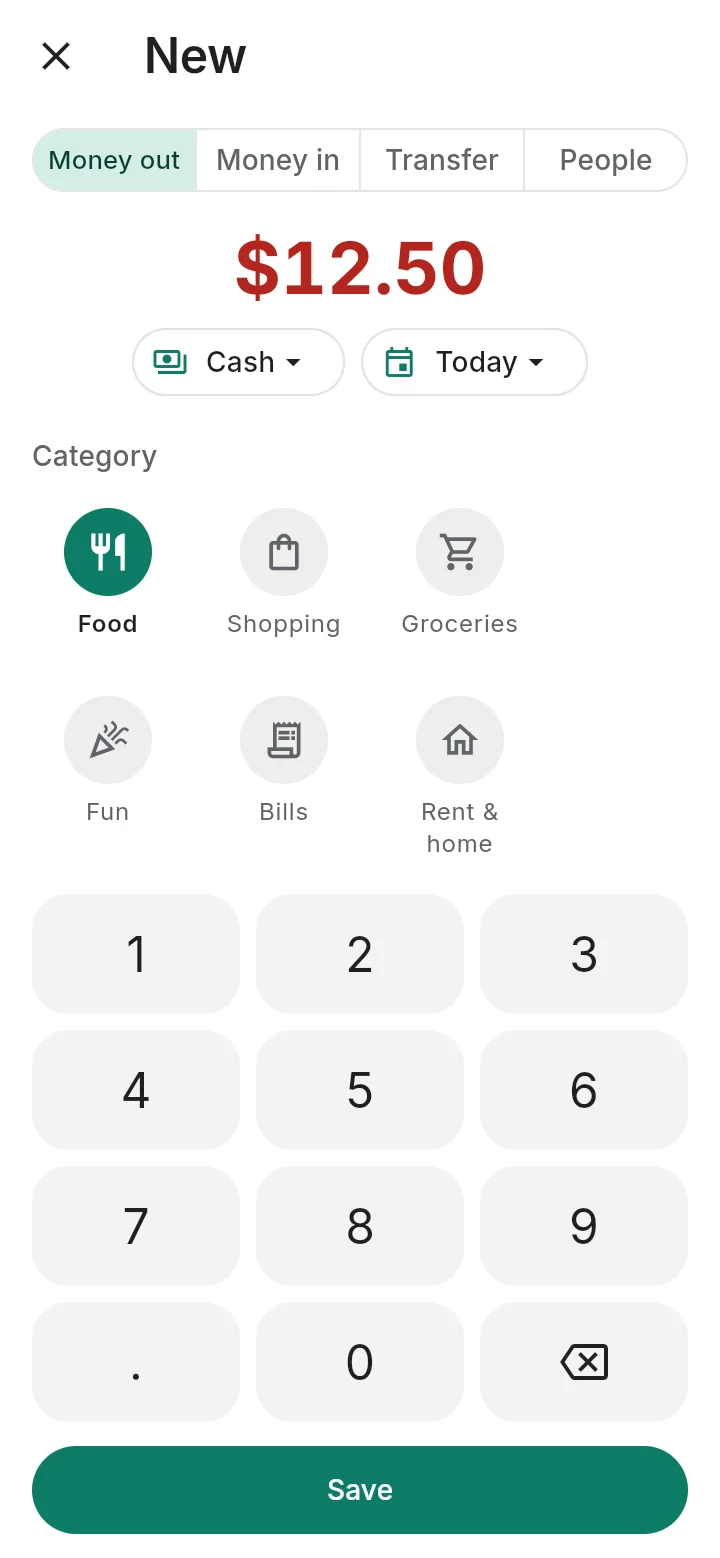 New
Money out
Money in
Transfer
People
$12.50
Cash
Today
Category
Food
Shopping
Groceries
Fun
Bills
Rent &
home
1
2
3
4
5
6
7
8
9
.
0
Save